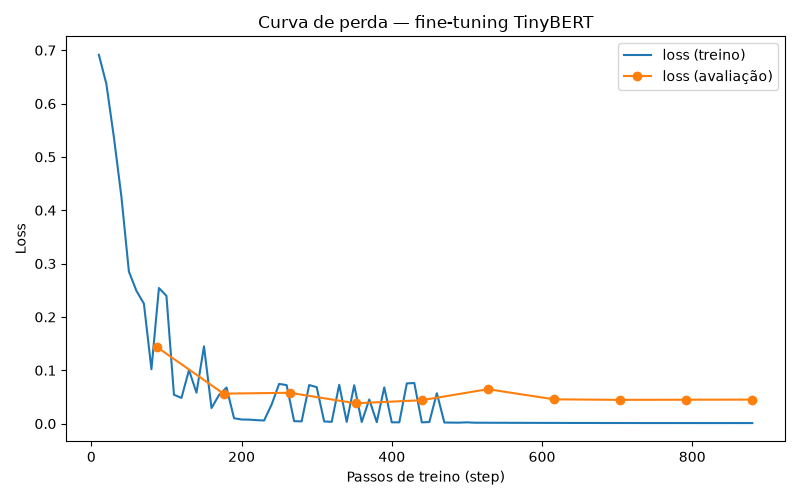 Curva de perda — fine-tuning TinyBERT
loss (treino)
loss (avaliação)
Loss
0.7
0.6
0.5
0.4
0.3
0.2
0.1
0.0
0
200
400
600
800
Passos de treino (step)